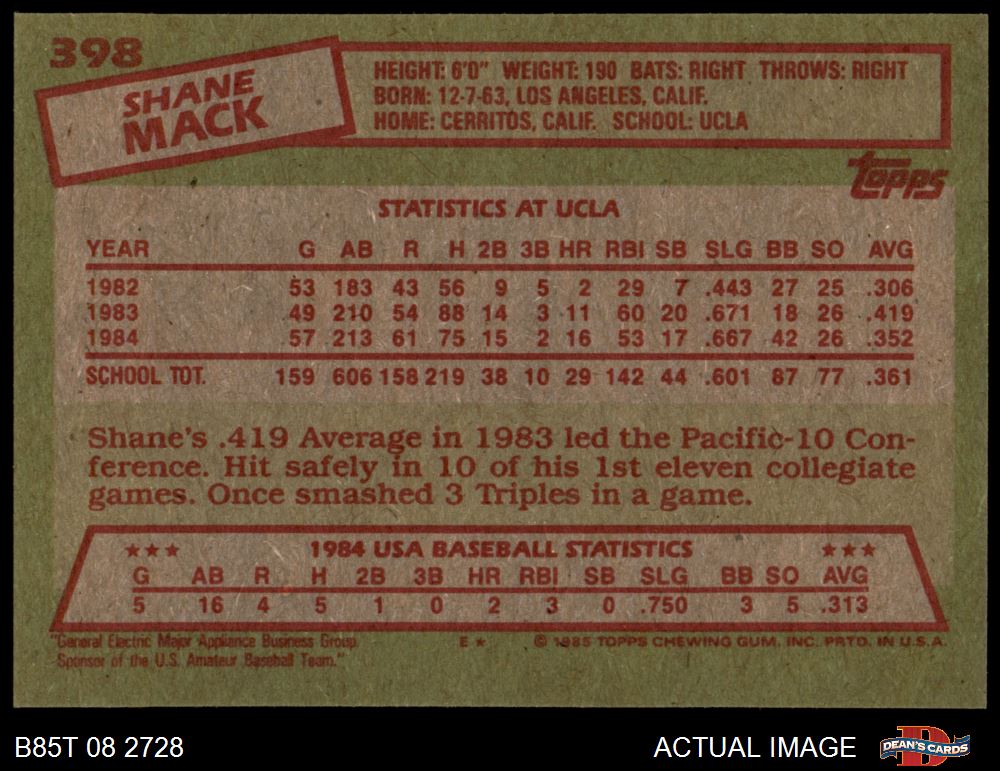 398
SHANE
MACK
HEIGHT: 6'0" WEIGHT: 190 BATS: RIGHT THROWS: RIGHT
BORN: 12-7-63, LOS ANGELES, CALIF.
HOME: CERRITOS, CALIF. SCHOOL: UCLA
topps
STATISTICS AT UCLA
YEAR G AB R H 2B 3B HR RBI SB SLG BB SO AVG
1982 53 183 43 56 9 5 2 29 7 .443 27 25 .306
1983 49 210 54 88 14 3 11 60 20 .671 18 26 .419
1984 57 213 61 75 15 2 16 53 17 .667 42 26 .352
SCHOOL TOT. 159 606 158 219 38 10 29 142 44 .601 87 77 .361
Shane's .419 Average in 1983 led the Pacific-10 Con-
ference. Hit safely in 10 of his 1st eleven collegiate
games. Once smashed 3 Triples in a game.
★★★ 1984 USA BASEBALL STATISTICS ★★★
G AB R H 2B 3B HR RBI SB SLG BB SO AVG
5 16 4 5 1 0 2 3 0 .750 3 5 .313
"General Electric Major Appliance Business Group
Sponsor of the U.S. Amateur Baseball Team."
E ★ © 1985 TOPPS CHEWING GUM, INC. PRTD. IN U.S.A.
B85T 08 2728
ACTUAL IMAGE
DEAN'S CARDS